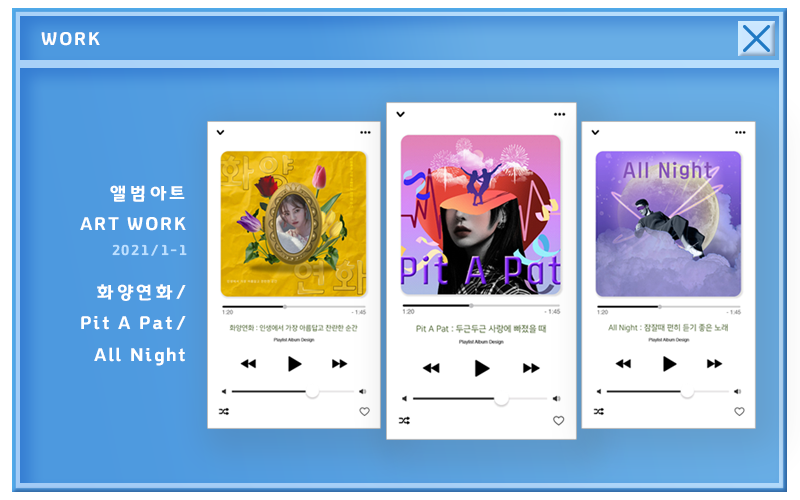 WORK
앨범아트
ART WORK
2021/1-1
화양연화/
Pit A Pat/
All Night
화양
연화
1:20
- 1:45
화양연화 : 인생에서 가장 아름답고 찬란한 순간
Playlist Album Design
Pit A Pat
1:20
- 1:45
Pit A Pat : 두근두근 사랑에 빠졌을 때
Playlist Album Design
All Night
1:20
- 1:45
All Night : 잠잘때 편히 듣기 좋은 노래
Playlist Album Design